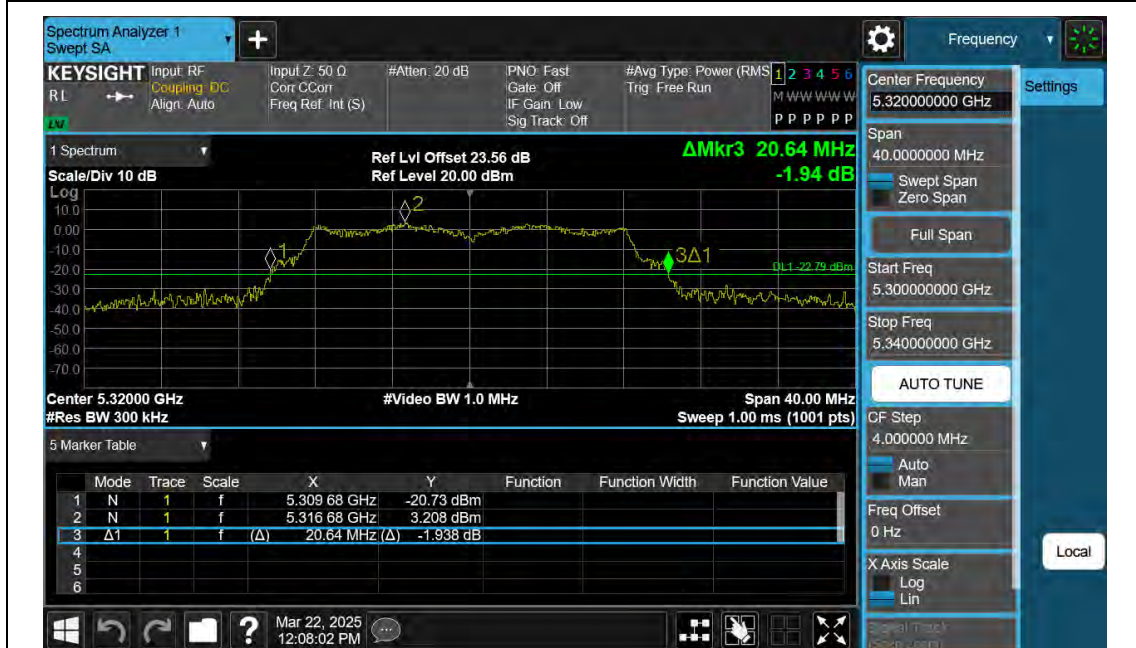 Spectrum Analyzer 1
Swept SA
+
Frequency
KEYSIGHT
RL
LXI
Input: RF
Coupling: DC
Align: Auto
Input Z: 50 Ω
Corr CCorr
Freq Ref: Int (S)
#Atten: 20 dB
PNO: Fast
Gate: Off
IF Gain: Low
Sig Track: Off
#Avg Type: Power (RMS
Trig: Free Run
1 2 3 4 5 6
M W W W W W
P P P P P P
Center Frequency
5.320000000 GHz
Settings
Span
40.0000000 MHz
Swept Span
Zero Span
Full Span
Start Freq
5.300000000 GHz
Stop Freq
5.340000000 GHz
AUTO TUNE
CF Step
4.000000 MHz
Auto
Man
Freq Offset
0 Hz
X Axis Scale
Log
Lin
Signal Track
(Span Zoom)
Local
1 Spectrum
Scale/Div 10 dB
Ref Lvl Offset 23.56 dB
Ref Level 20.00 dBm
ΔMkr3 20.64 MHz
-1.94 dB
Log
10.0
0.00
-10.0
-20.0
-30.0
-40.0
-50.0
-60.0
-70.0
1
2
3Δ1
DL1 -22.79 dBm
Center 5.32000 GHz
#Res BW 300 kHz
#Video BW 1.0 MHz
Span 40.00 MHz
Sweep 1.00 ms (1001 pts)
5 Marker Table
Mode Trace Scale X Y Function Function Width Function Value
1 N 1 f 5.309 68 GHz -20.73 dBm
2 N 1 f 5.316 68 GHz 3.208 dBm
3 Δ1 1 f (Δ) 20.64 MHz (Δ) -1.938 dB
4
5
6
?
Mar 22, 2025
12:08:02 PM